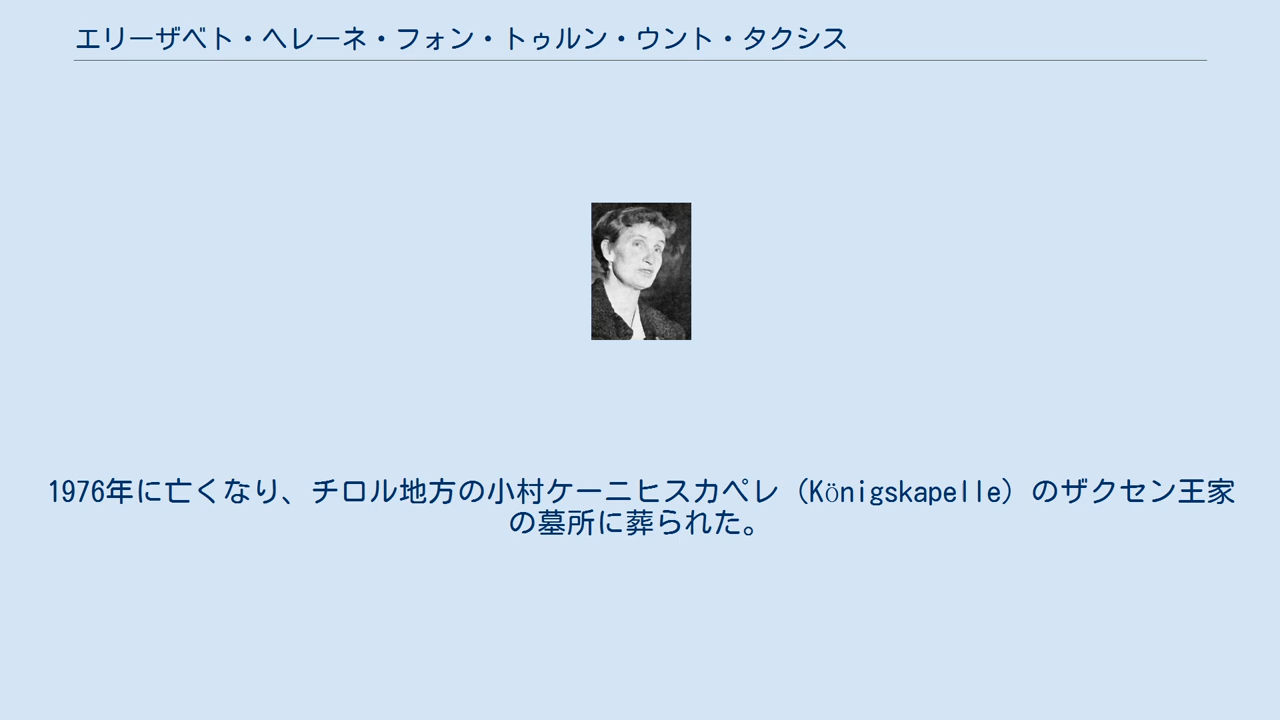 エリーザベト・ヘレーネ・フォン・トゥルン・ウント・タクシス
1976年に亡くなり、チロル地方の小村ケーニヒスカペレ（Königskapelle）のザクセン王家
の墓所に葬られた。